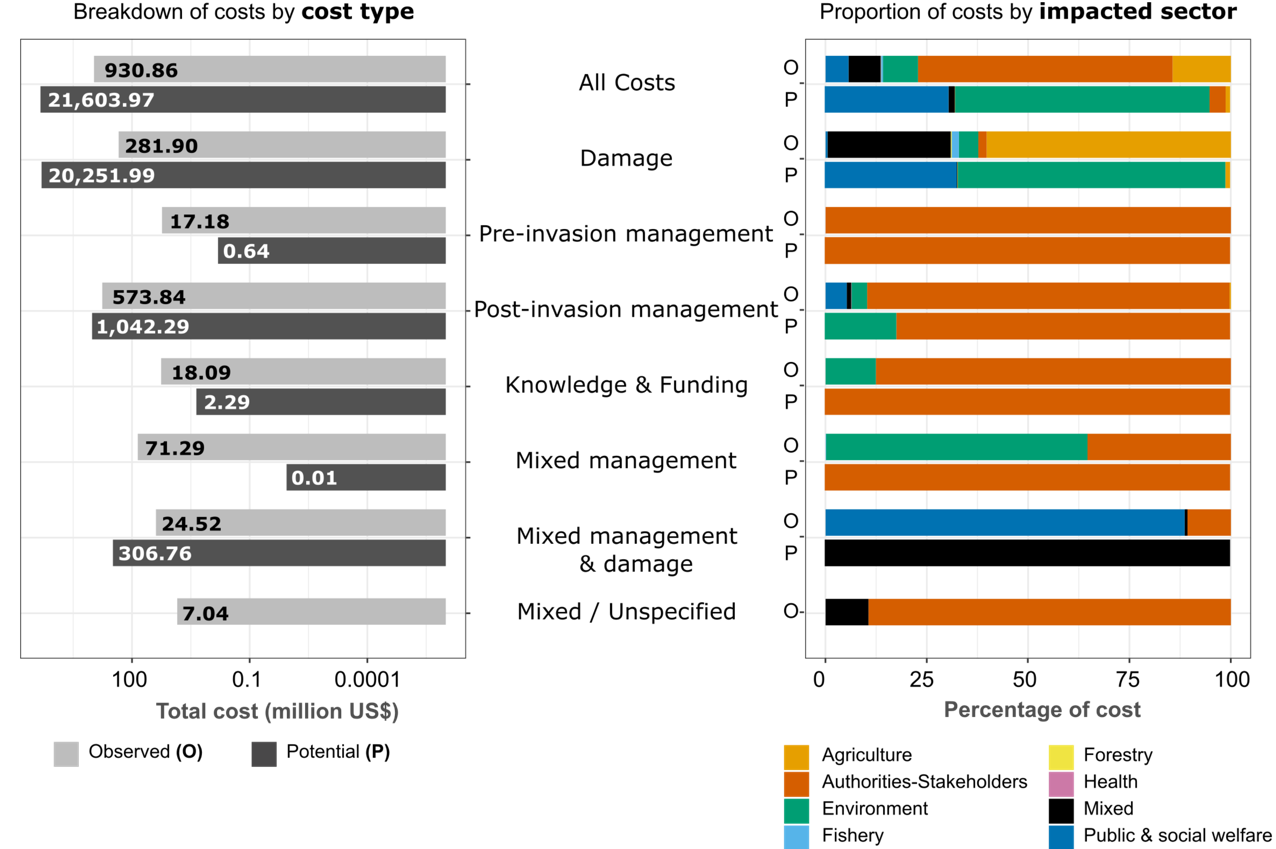 Breakdown of costs by cost type
930.86
21,603.97
281.90
20,251.99
17.18
0.64
573.84
1,042.29
18.09
2.29
71.29
0.01
24.52
306.76
7.04
100
0.1
0.0001
Total cost (million US$)
Observed (O)
Potential (P)
All Costs
Damage
Pre-invasion management
Post-invasion management
Knowledge & Funding
Mixed management
Mixed management
& damage
Mixed / Unspecified
Proportion of costs by impacted sector
O
P
O
P
O
P
O
P
O
P
O
P
O
P
O
0
25
50
75
100
Percentage of cost
Agriculture
Authorities-Stakeholders
Environment
Fishery
Forestry
Health
Mixed
Public & social welfare